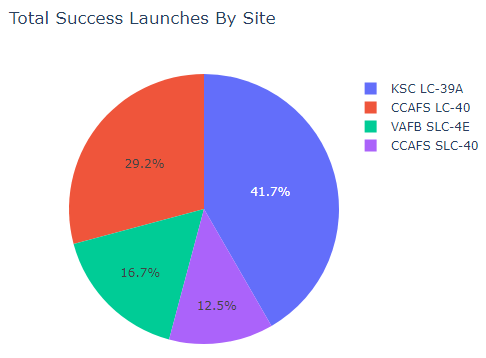 Total Success Launches By Site
KSC LC-39A
CCAFS LC-40
VAFB SLC-4E
CCAFS SLC-40
29.2%
41.7%
16.7%
12.5%